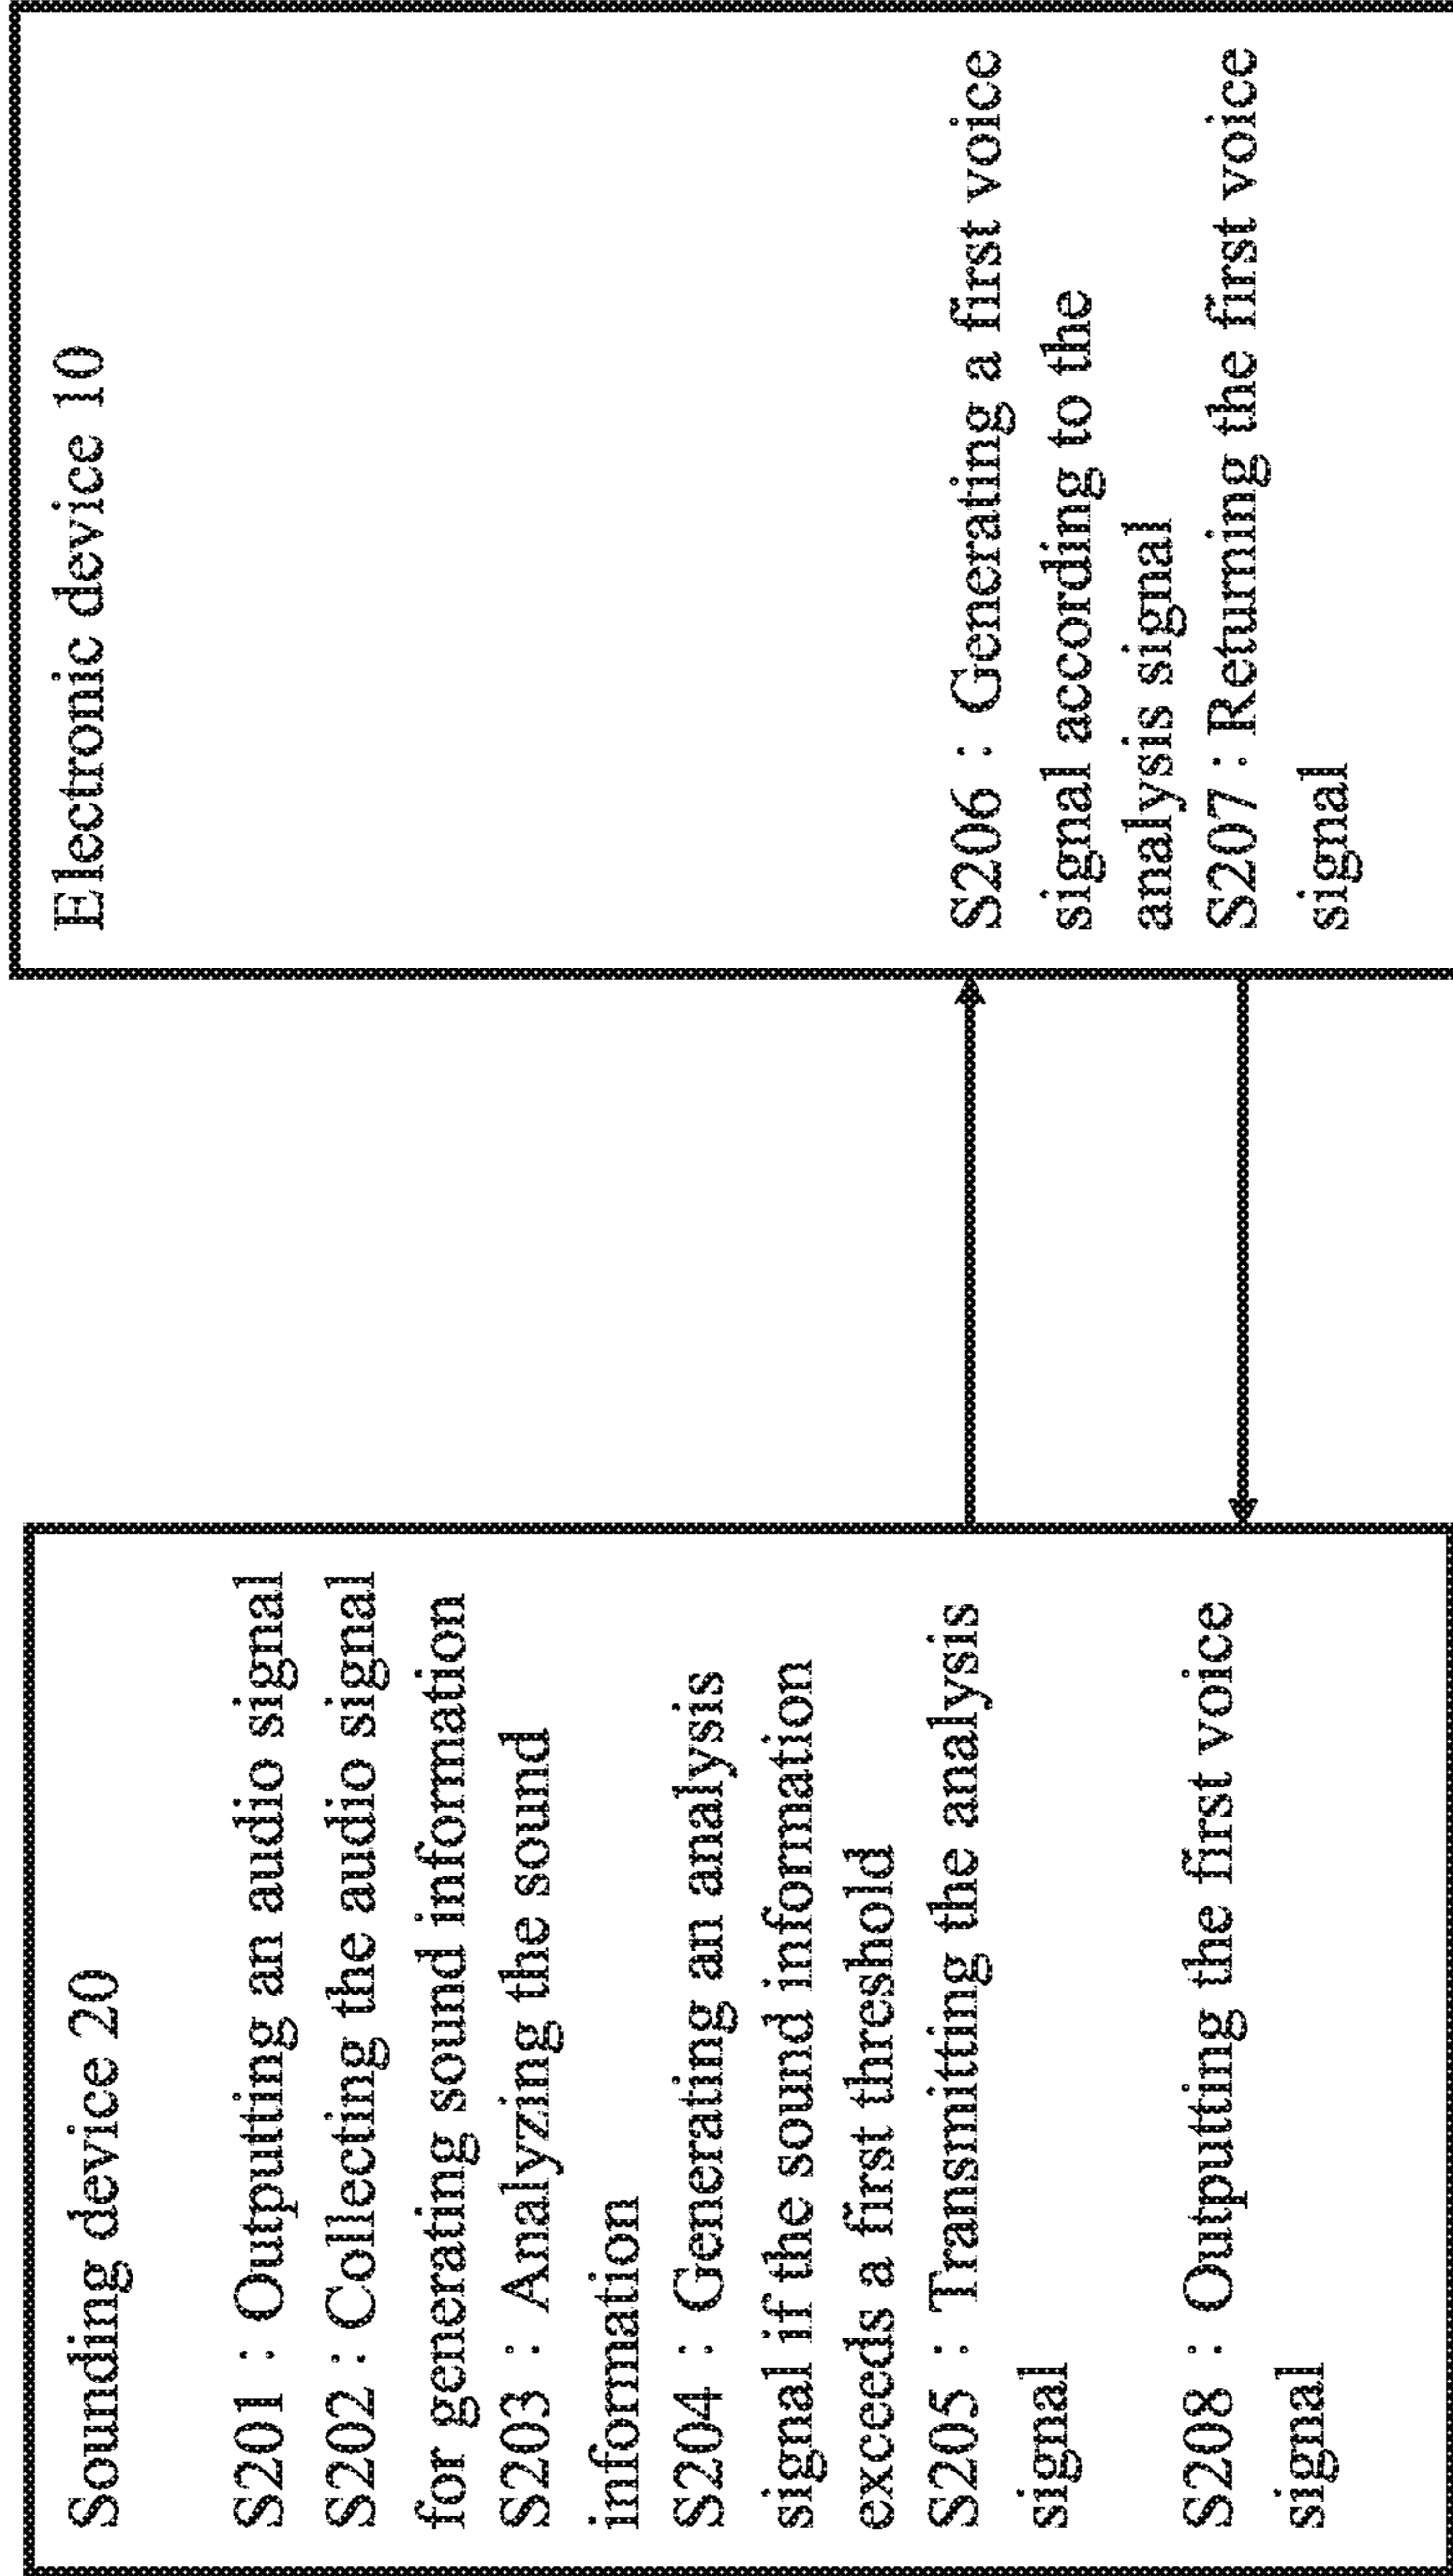 Sounding device 20
S201 : Outputting an audio signal
S202 : Collecting the audio signal
for generating sound information
S203 : Analyzing the sound
information
S204 : Generating an analysis
signal if the sound information
exceeds a first threshold
S205 : Transmitting the analysis
signal
S208 : Outputting the first voice
signal
Electronic device 10
S206 : Generating a first voice
signal according to the
analysis signal
S207 : Returning the first voice
signal